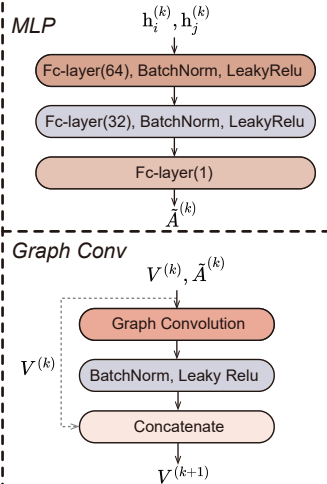 MLP
h_i^{(k)}, h_j^{(k)}
Fc-layer(64), BatchNorm, LeakyRelu
Fc-layer(32), BatchNorm, LeakyRelu
Fc-layer(1)
Ã^{(k)}
Graph Conv
V^{(k)}, Ã^{(k)}
Graph Convolution
V^{(k)}
BatchNorm, Leaky Relu
Concatenate
V^{(k+1)}